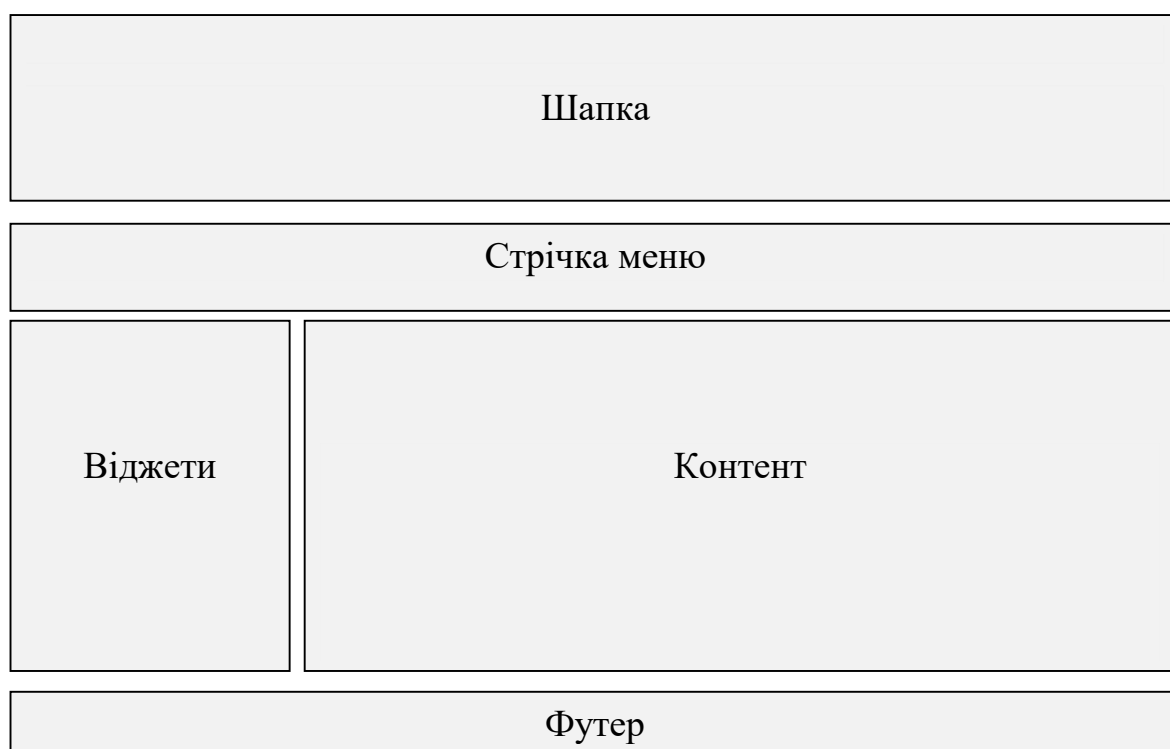 Шапка
Стрічка меню
Віджети
Контент
Футер